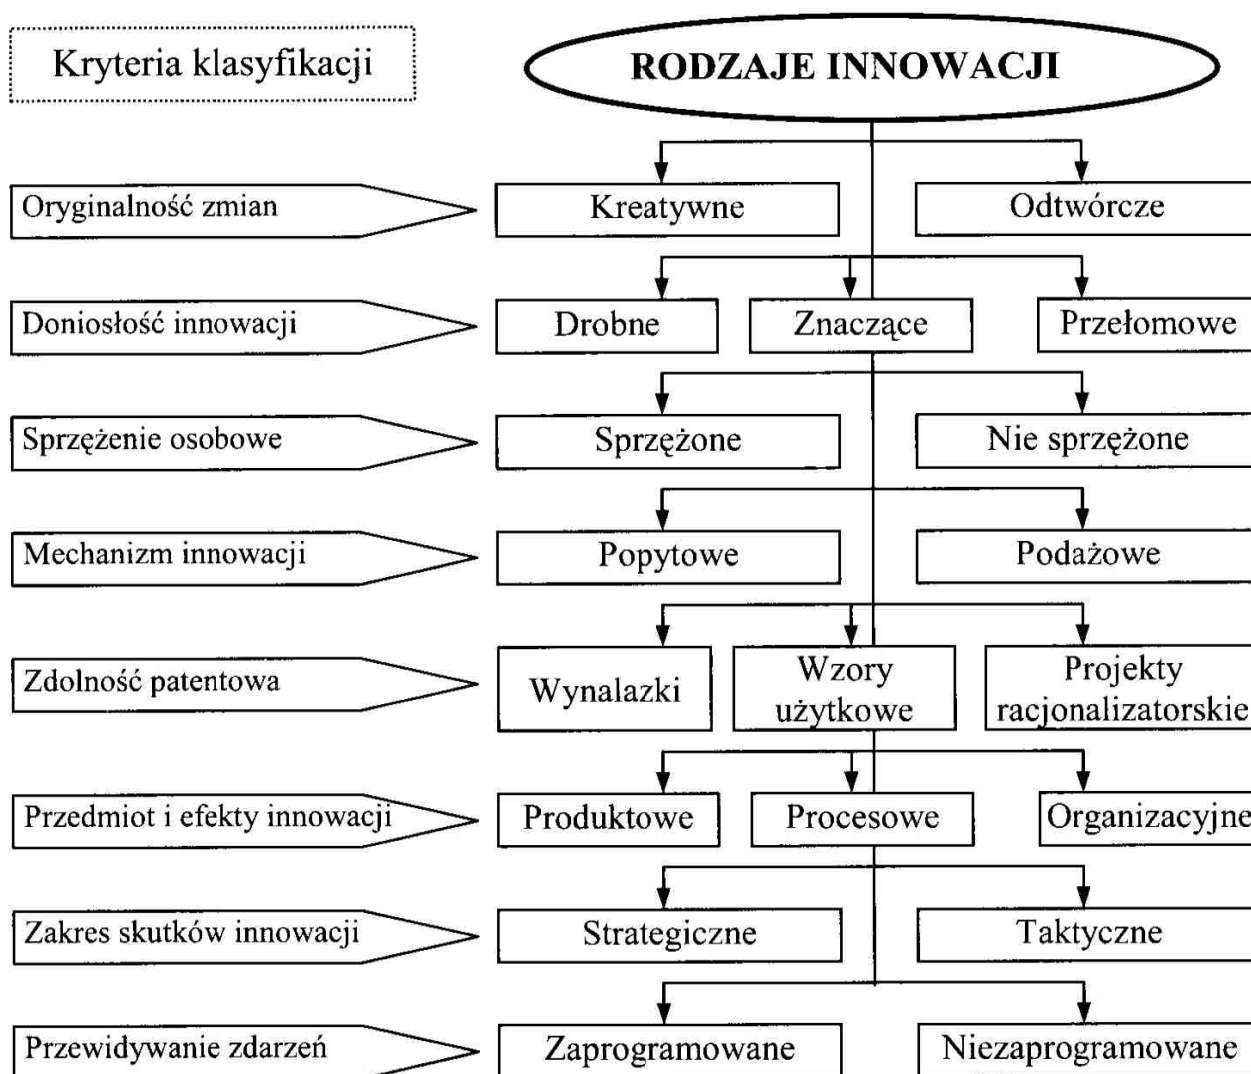 Kryteria klasyfikacji
RODZAJE INNOWACJI
Oryginalność zmian
Kreatywne
Odtwórcze
Doniosłość innowacji
Drobne
Znaczące
Przełomowe
Sprzężenie osobowe
Sprzężone
Nie sprzężone
Mechanizm innowacji
Popytowe
Podażowe
Zdolność patentowa
Wynalazki
Wzory
użytkowe
Projekty
racjonalizatorskie
Przedmiot i efekty innowacji
Produktowe
Procesowe
Organizacyjne
Zakres skutków innowacji
Strategiczne
Taktyczne
Przewidywanie zdarzeń
Zaprogramowane
Niezaprogramowane